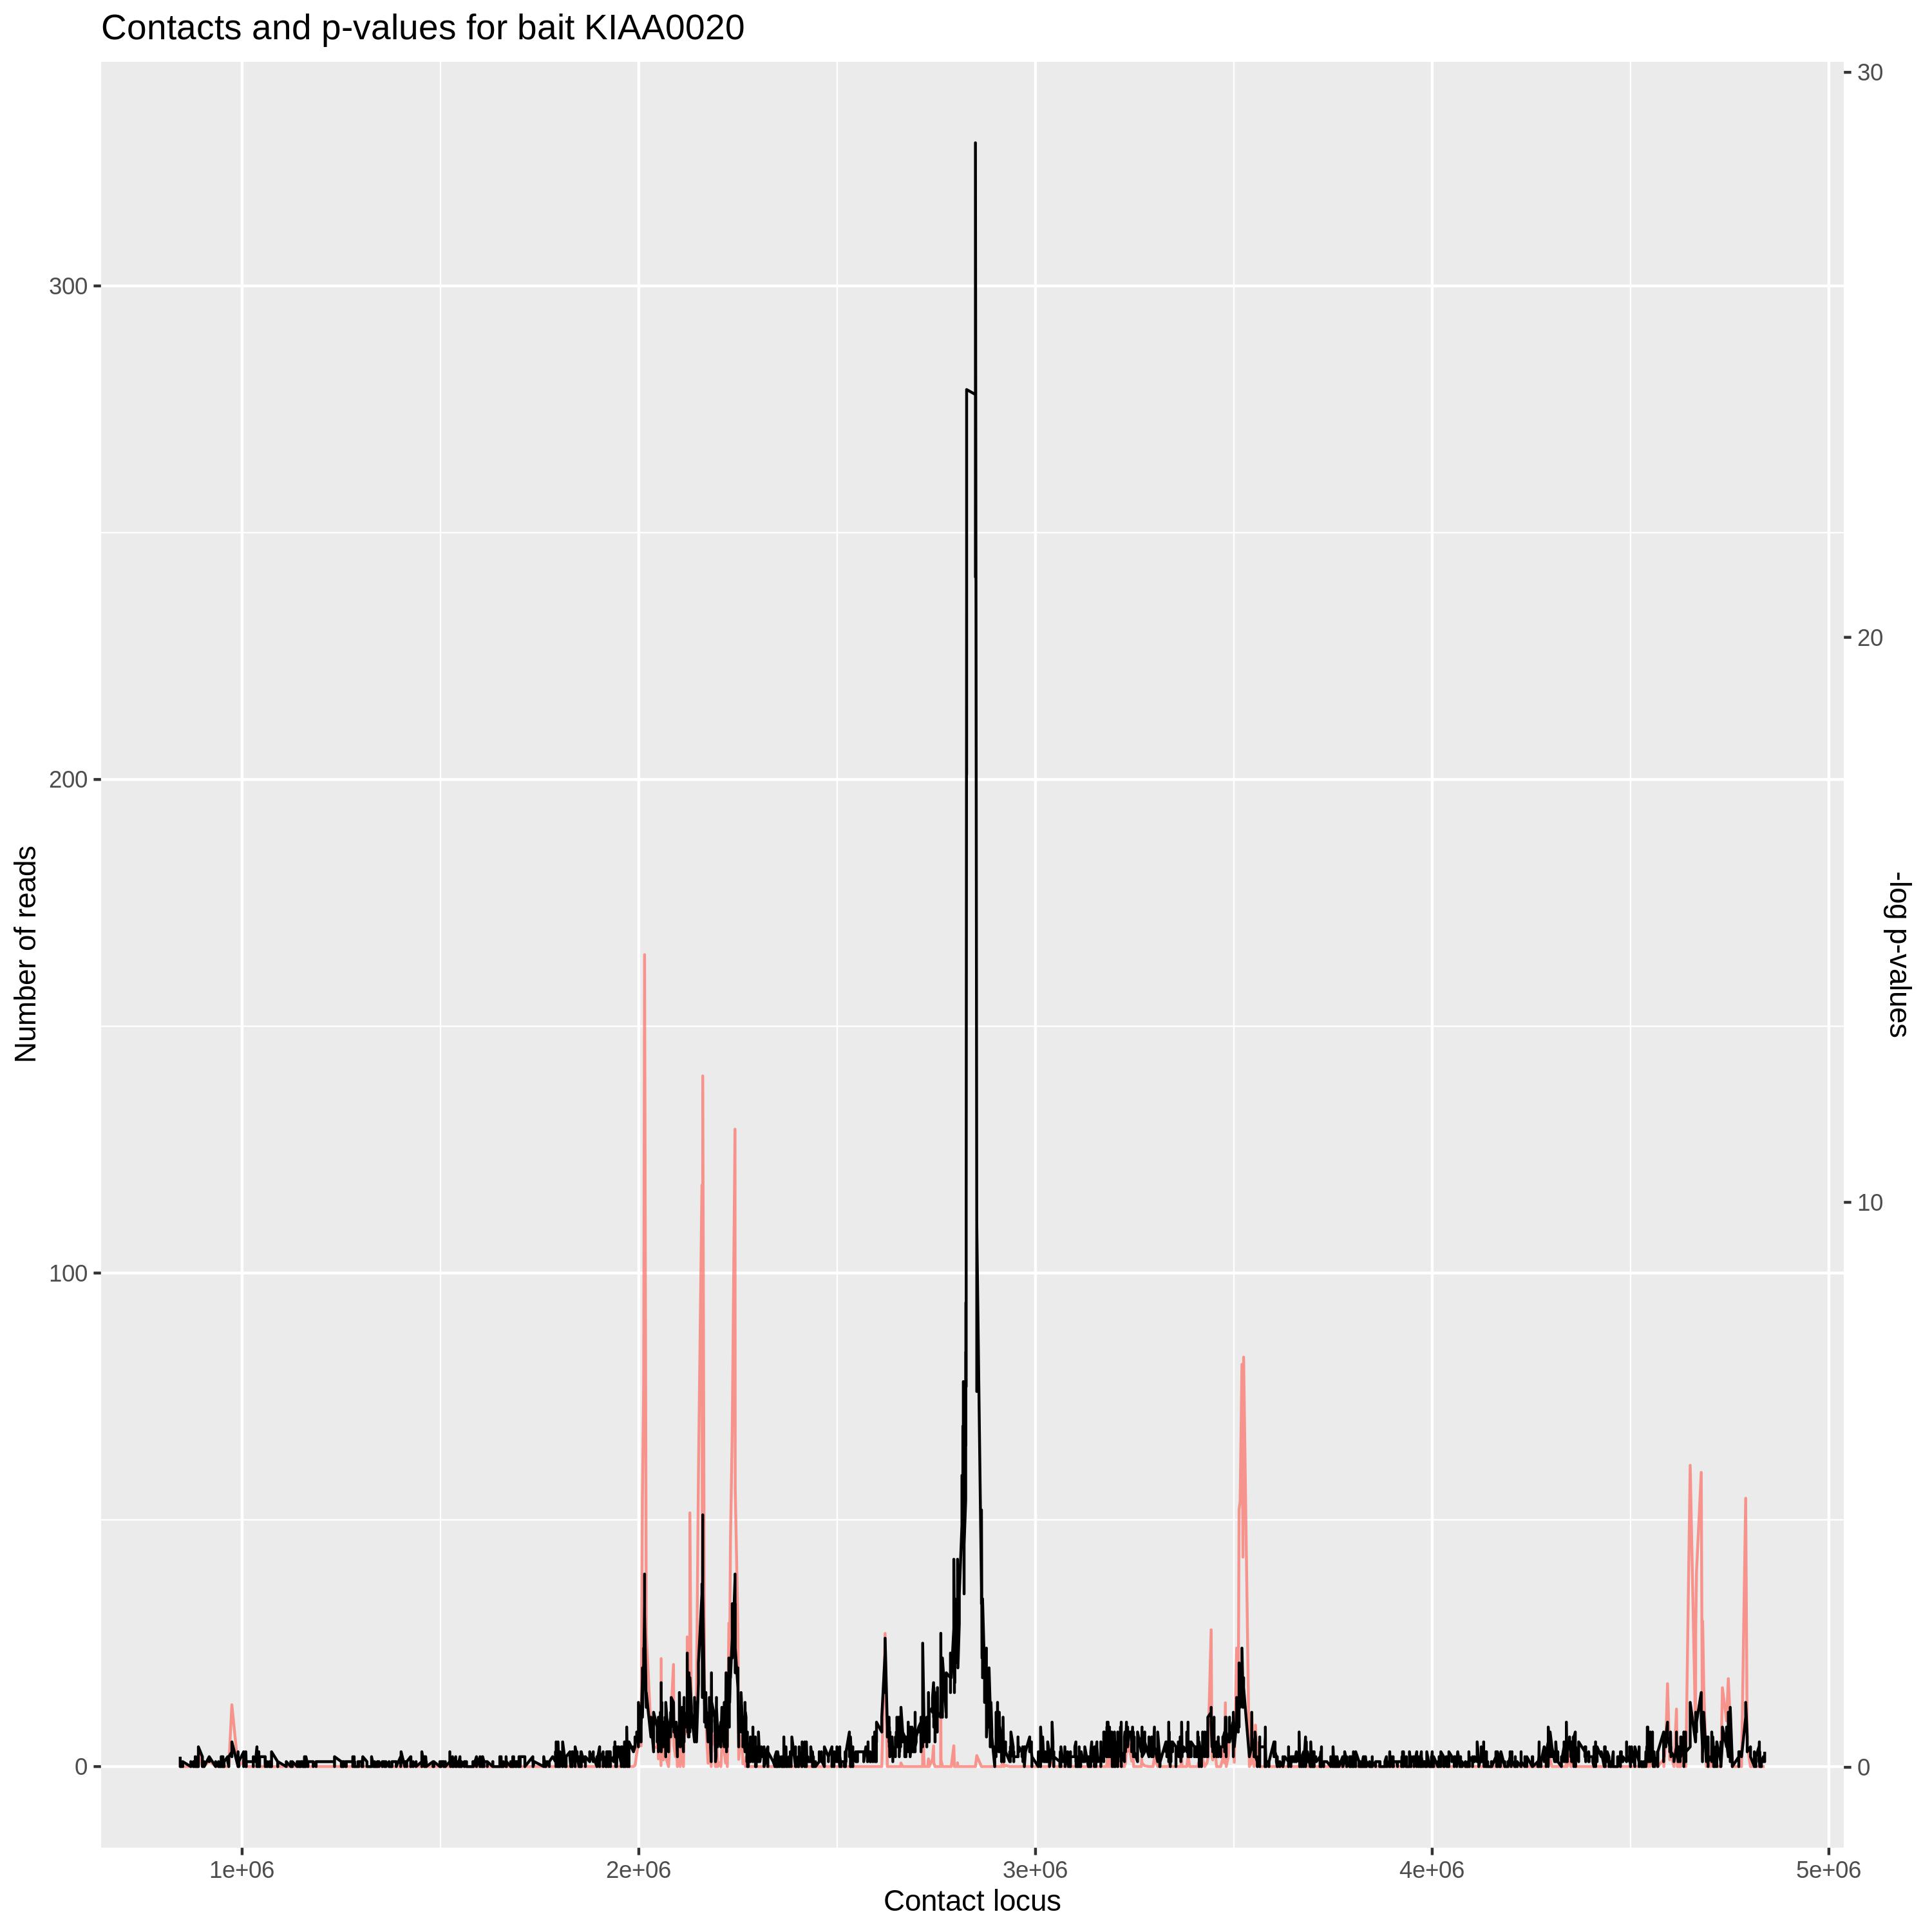 Contacts and p-values for bait KIAA0020
30
300
20
200
Number of reads
-log p-values
10
100
0
0
1e+06
2e+06
3e+06
4e+06
5e+06
Contact locus